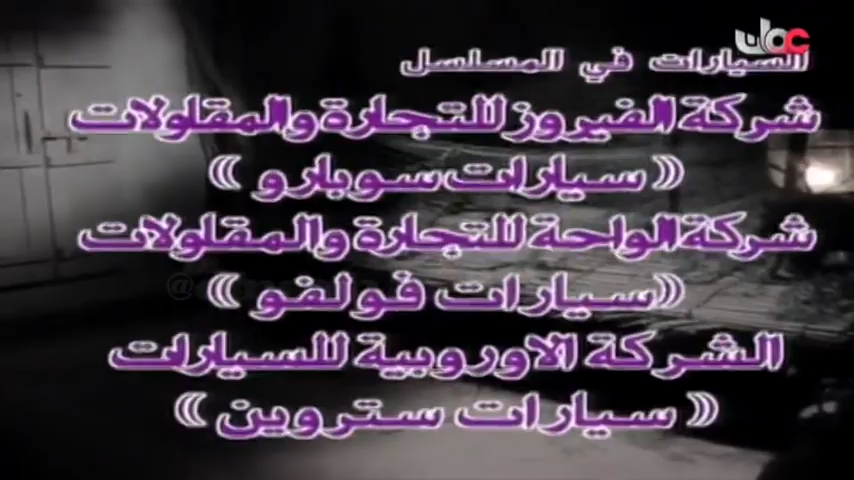 السيارات في المسلسل
شركة الفيروز للتجارة والمقاولات
(( سيارات سوبارو ))
شركة الواحة للتجارة والمقاولات
(( سيارات فولفو ))
الشركة الاوروبية للسيارات
(( سيارات ستروين ))